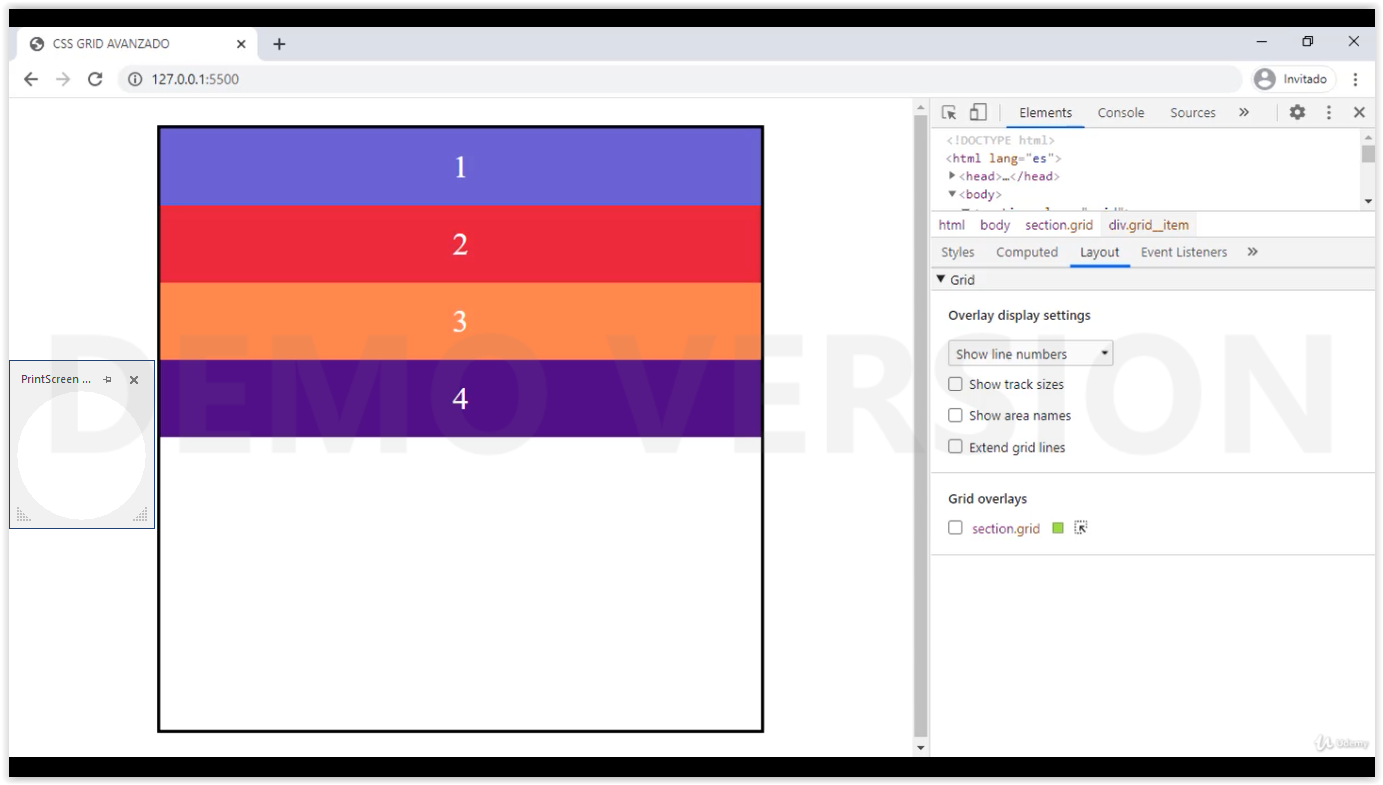 CSS GRID AVANZADO
127.0.0.1:5500
Invitado
Elements Console Sources »
<!DOCTYPE html>
<html lang="es">
<head>…</head>
<body>
html body section.grid div.grid__item
Styles Computed Layout Event Listeners »
Grid
Overlay display settings
Show line numbers
Show track sizes
Show area names
Extend grid lines
Grid overlays
section.grid
1
2
3
4
PrintScreen ...
DEMO VERSION
Udemy